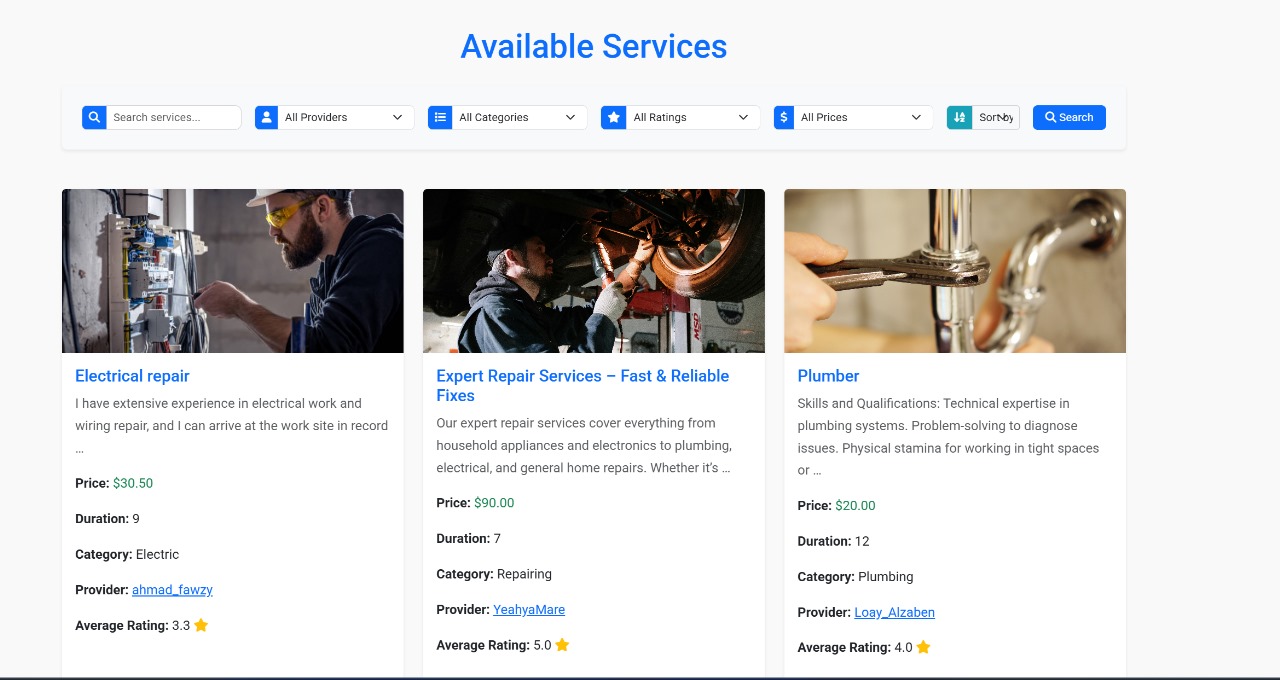 Available Services
Search services...
All Providers
All Categories
All Ratings
All Prices
Sort by
Search
Electrical repair
I have extensive experience in electrical work and
wiring repair, and I can arrive at the work site in record
...
Price: $30.50
Duration: 9
Category: Electric
Provider: ahmad_fawzy
Average Rating: 3.3
MSD
Expert Repair Services – Fast & Reliable
Fixes
Our expert repair services cover everything from
household appliances and electronics to plumbing,
electrical, and general home repairs. Whether it's ...
Price: $90.00
Duration: 7
Category: Repairing
Provider: YeahyaMare
Average Rating: 5.0
Plumber
Skills and Qualifications: Technical expertise in
plumbing systems. Problem-solving to diagnose
issues. Physical stamina for working in tight spaces
or ...
Price: $20.00
Duration: 12
Category: Plumbing
Provider: Loay_Alzaben
Average Rating: 4.0